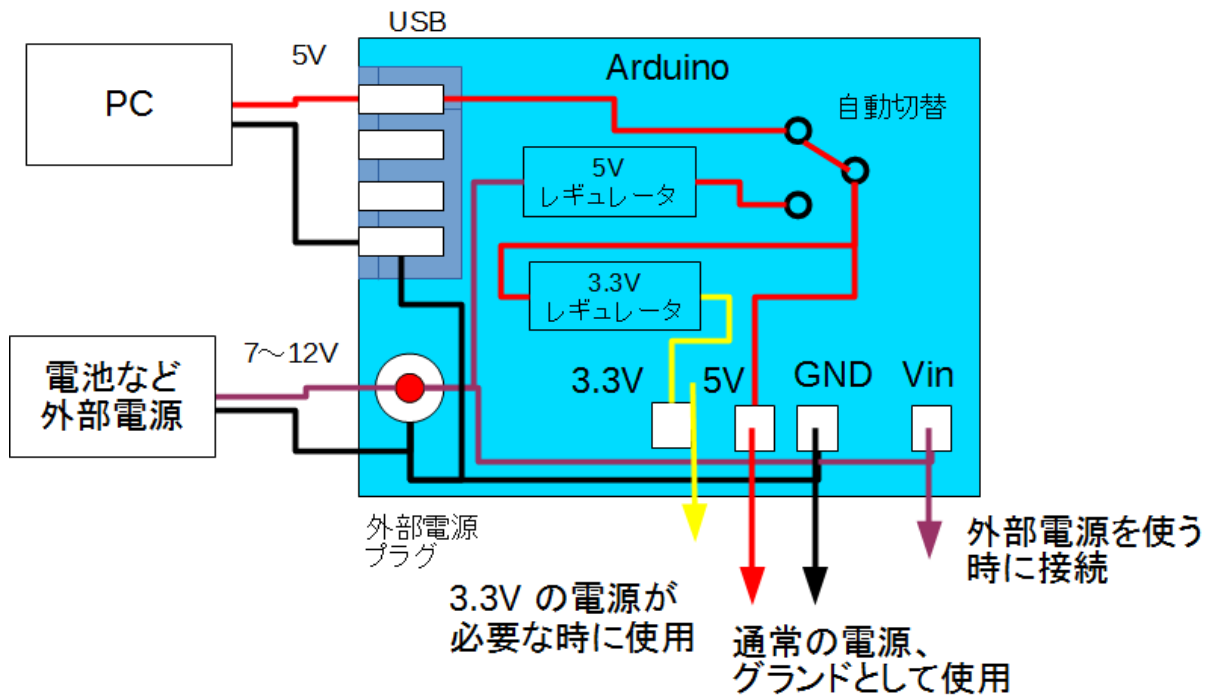 USB
5V
PC
Arduino
自動切替
5V
レギュレータ
3.3V
レギュレータ
7～12V
電池など
外部電源
3.3V
5V
GND
Vin
外部電源
プラグ
外部電源を使う
時に接続
3.3V の電源が
必要な時に使用
通常の電源、
グランドとして使用